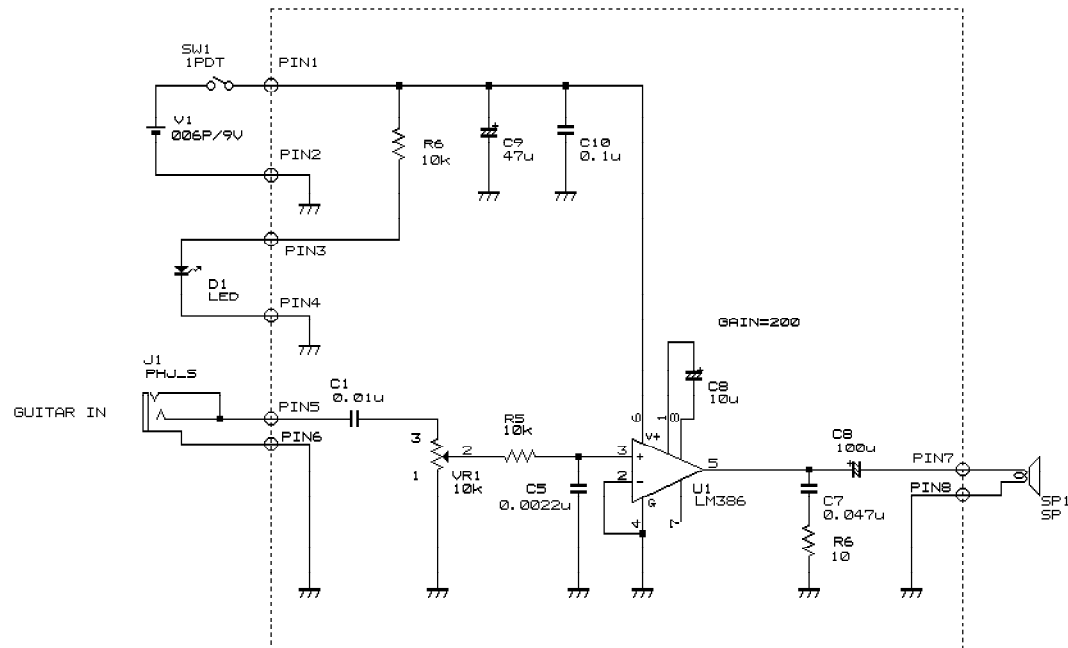 SW1
1PDT
PIN1
V1
006P/9V
PIN2
R6
10k
C9
47u
C10
0.1u
PIN3
D1
LED
PIN4
GAIN=200
J1
PHJ_S
GUITAR IN
PIN5
PIN6
C1
0.01u
3
2
1
VR1
10k
R5
10k
C5
0.0022u
6
1
8
C8
10u
V+
3
+
2
-
G
4
7
5
U1
LM386
C8
100u
+
C7
0.047u
R6
10
PIN7
PIN8
SP1
SP